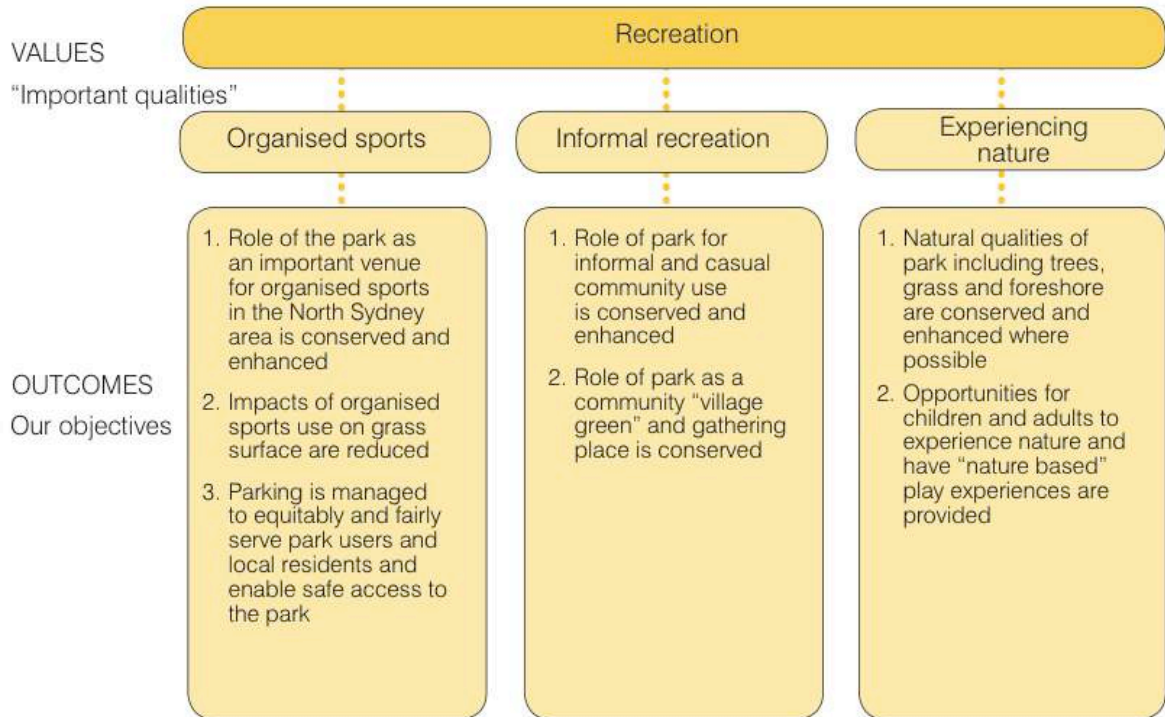 VALUES
“Important qualities”
Recreation
Organised sports
Informal recreation
Experiencing
nature
OUTCOMES
Our objectives
1. Role of the park as
an important venue
for organised sports
in the North Sydney
area is conserved and
enhanced
2. Impacts of organised
sports use on grass
surface are reduced
3. Parking is managed
to equitably and fairly
serve park users and
local residents and
enable safe access to
the park
1. Role of park for
informal and casual
community use
is conserved and
enhanced
2. Role of park as a
community “village
green” and gathering
place is conserved
1. Natural qualities of
park including trees,
grass and foreshore
are conserved and
enhanced where
possible
2. Opportunities for
children and adults to
experience nature and
have “nature based”
play experiences are
provided